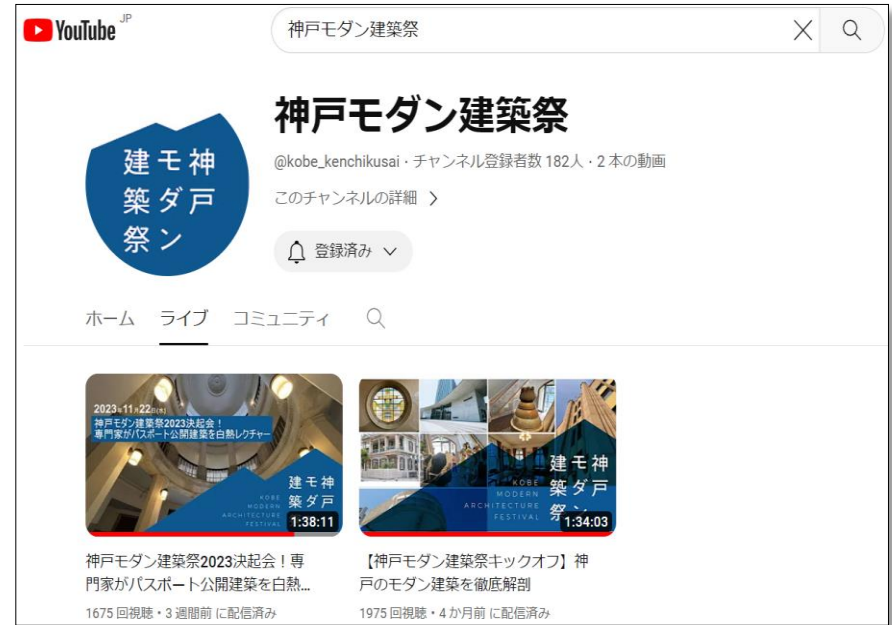 YouTube JP
神戸モダン建築祭
神戸モダン建築祭
神戸
モダン
建築祭
@kobe_kenchikusai・チャンネル登録者数 182人・2 本の動画
このチャンネルの詳細
登録済み
ホーム ライブ コミュニティ
2023年11月22日(水)
神戸モダン建築祭2023決起会！
専門家がパスポート公開建築を白熱レクチャー
神戸
モダン
建築祭
KOBE
MODERN
ARCHITECTURE
FESTIVAL
1:38:11
神戸モダン建築祭2023決起会！専
門家がパスポート公開建築を白熱...
1675 回視聴・3 週間前 に配信済み
神戸
モダン
建築祭
KOBE
MODERN
ARCHITECTURE
FESTIVAL
1:34:03
【神戸モダン建築祭キックオフ】神
戸のモダン建築を徹底解剖
1975 回視聴・4 か月前 に配信済み